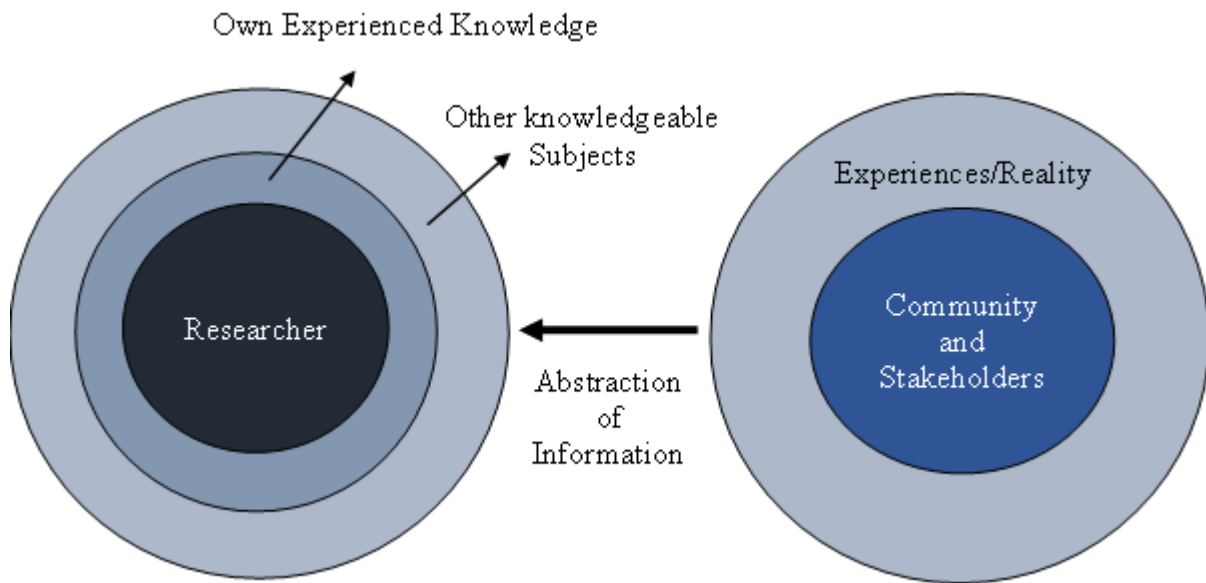 Own Experienced Knowledge
Other knowledgeable
Subjects
Researcher
Abstraction
of
Information
Experiences/Reality
Community
and
Stakeholders